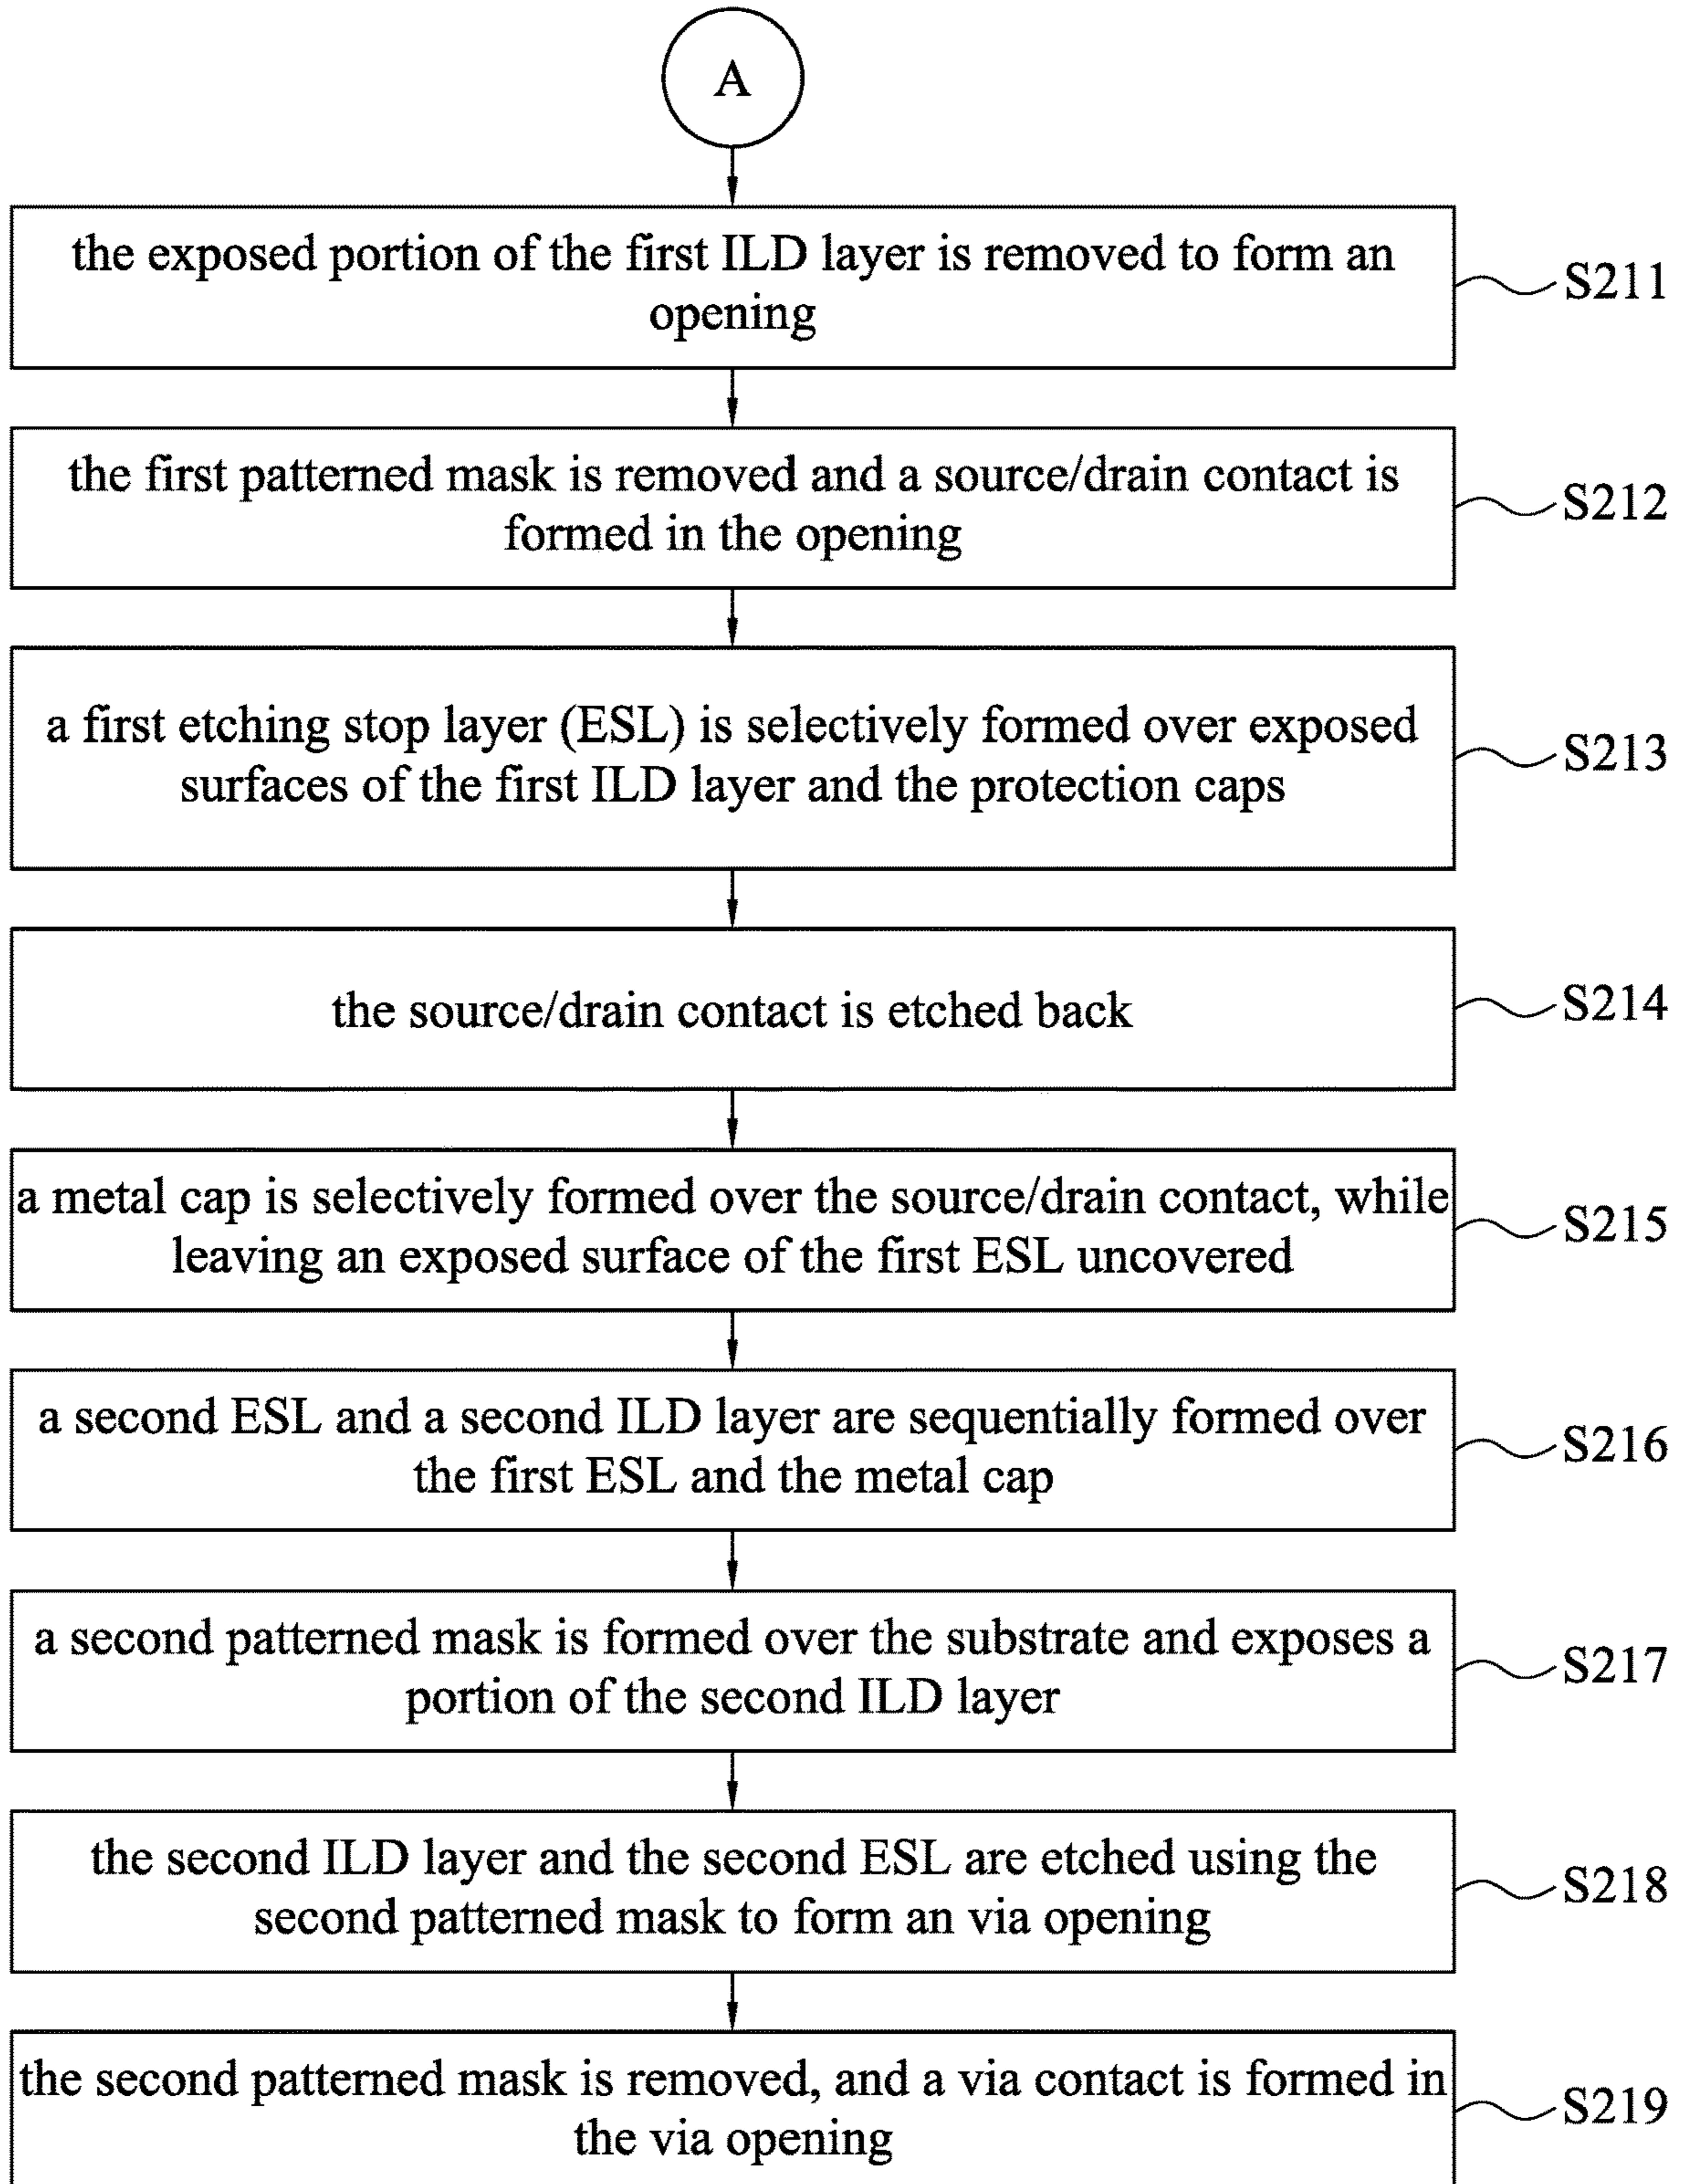 A
the exposed portion of the first ILD layer is removed to form an
opening
S211
the first patterned mask is removed and a source/drain contact is
formed in the opening
S212
a first etching stop layer (ESL) is selectively formed over exposed
surfaces of the first ILD layer and the protection caps
S213
the source/drain contact is etched back
S214
a metal cap is selectively formed over the source/drain contact, while
leaving an exposed surface of the first ESL uncovered
S215
a second ESL and a second ILD layer are sequentially formed over
the first ESL and the metal cap
S216
a second patterned mask is formed over the substrate and exposes a
portion of the second ILD layer
S217
the second ILD layer and the second ESL are etched using the
second patterned mask to form an via opening
S218
the second patterned mask is removed, and a via contact is formed in
the via opening
S219